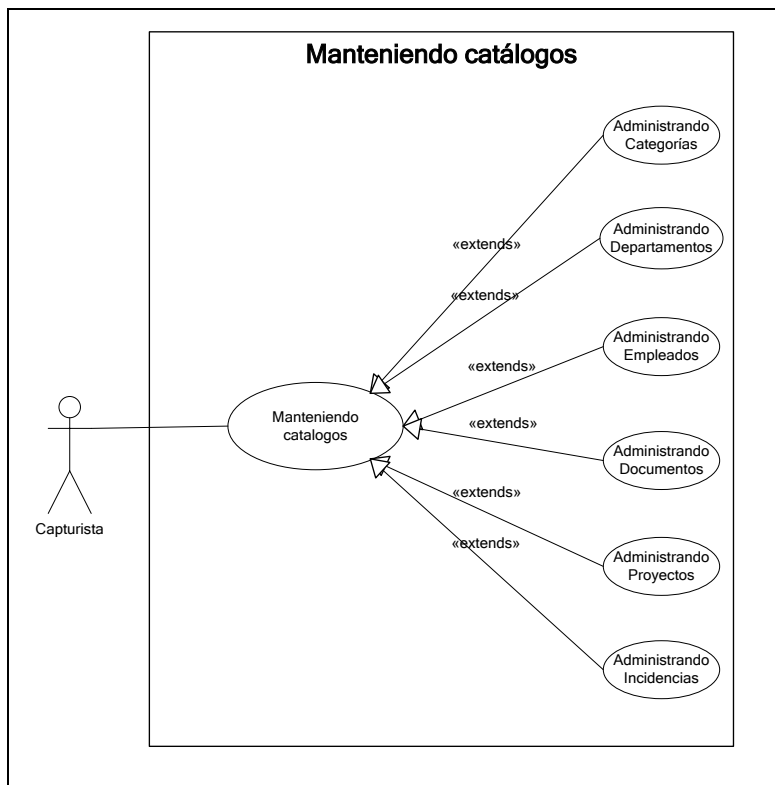 Manteniendo catálogos
Administrando
Categorías
«extends»
Administrando
Departamentos
«extends»
Administrando
Empleados
«extends»
Manteniendo
catalogos
«extends»
Administrando
Documentos
Capturista
«extends»
«extends»
Administrando
Proyectos
Administrando
Incidencias